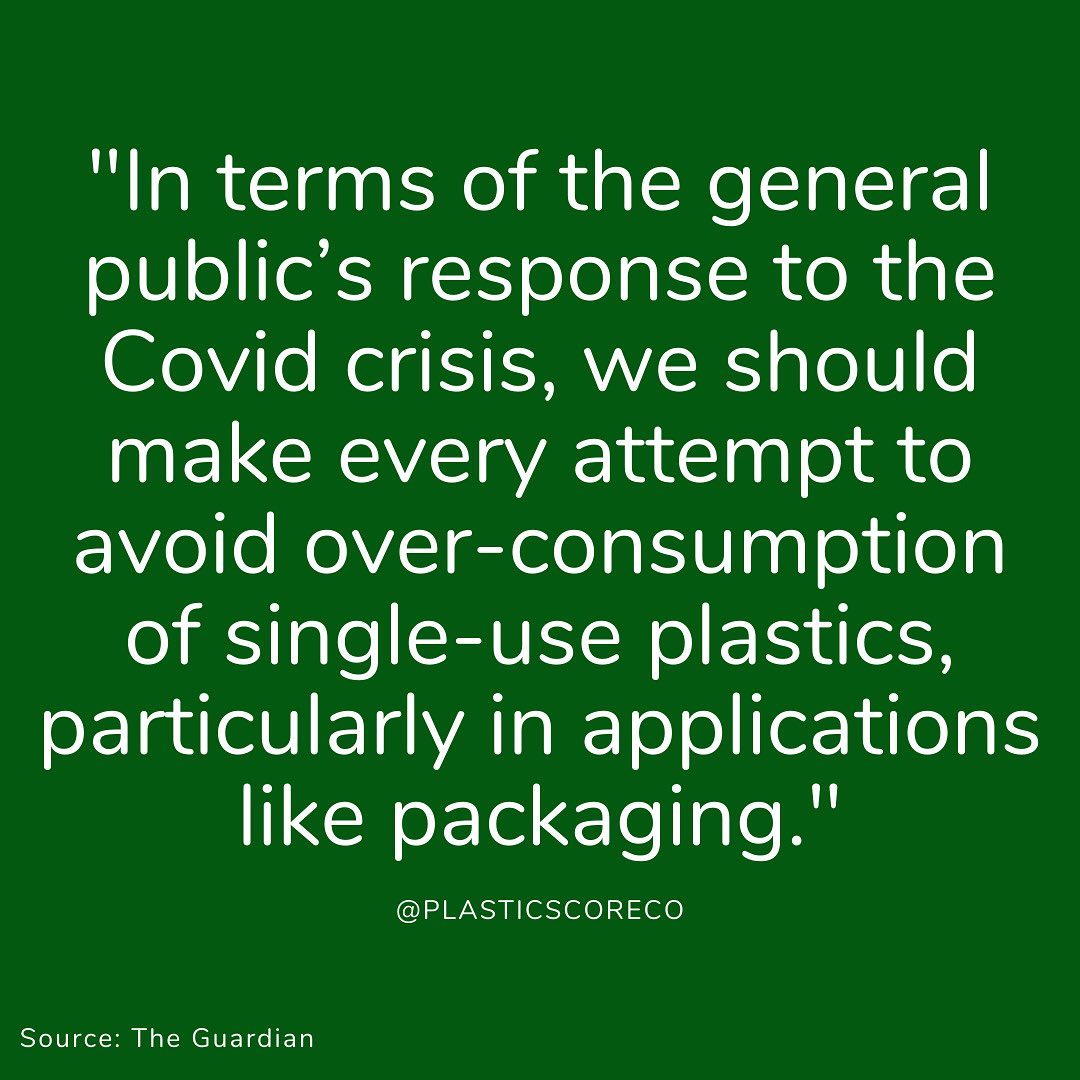 "In terms of the general
public’s response to the
Covid crisis, we should
make every attempt to
avoid over-consumption
of single-use plastics,
particularly in applications
like packaging."
@PLASTICSCORECO
Source: The Guardian